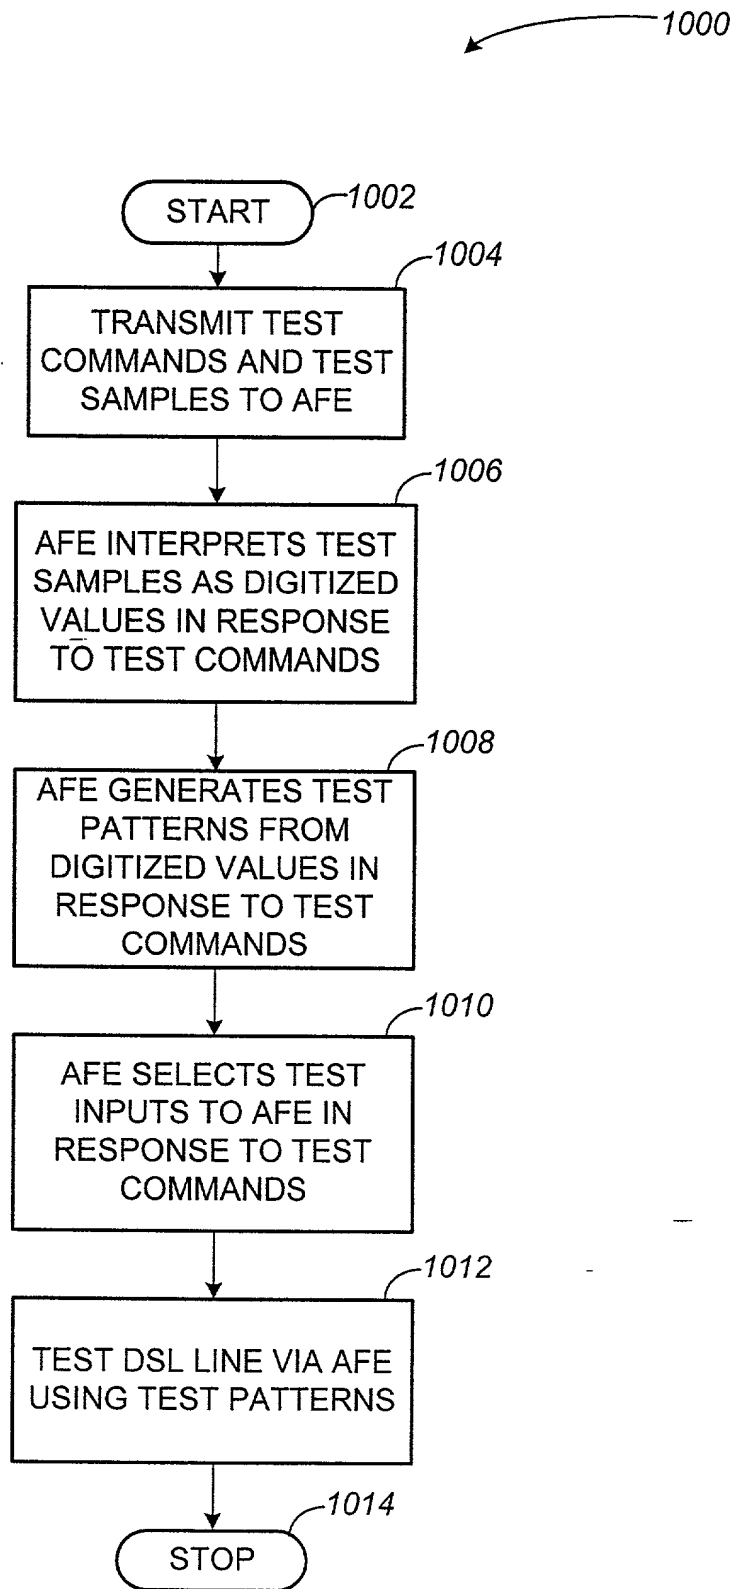 1000
START
1002
1004
TRANSMIT TEST
COMMANDS AND TEST
SAMPLES TO AFE
1006
AFE INTERPRETS TEST
SAMPLES AS DIGITIZED
VALUES IN RESPONSE
TO TEST COMMANDS
1008
AFE GENERATES TEST
PATTERNS FROM
DIGITIZED VALUES IN
RESPONSE TO TEST
COMMANDS
1010
AFE SELECTS TEST
INPUTS TO AFE IN
RESPONSE TO TEST
COMMANDS
1012
TEST DSL LINE VIA AFE
USING TEST PATTERNS
1014
STOP